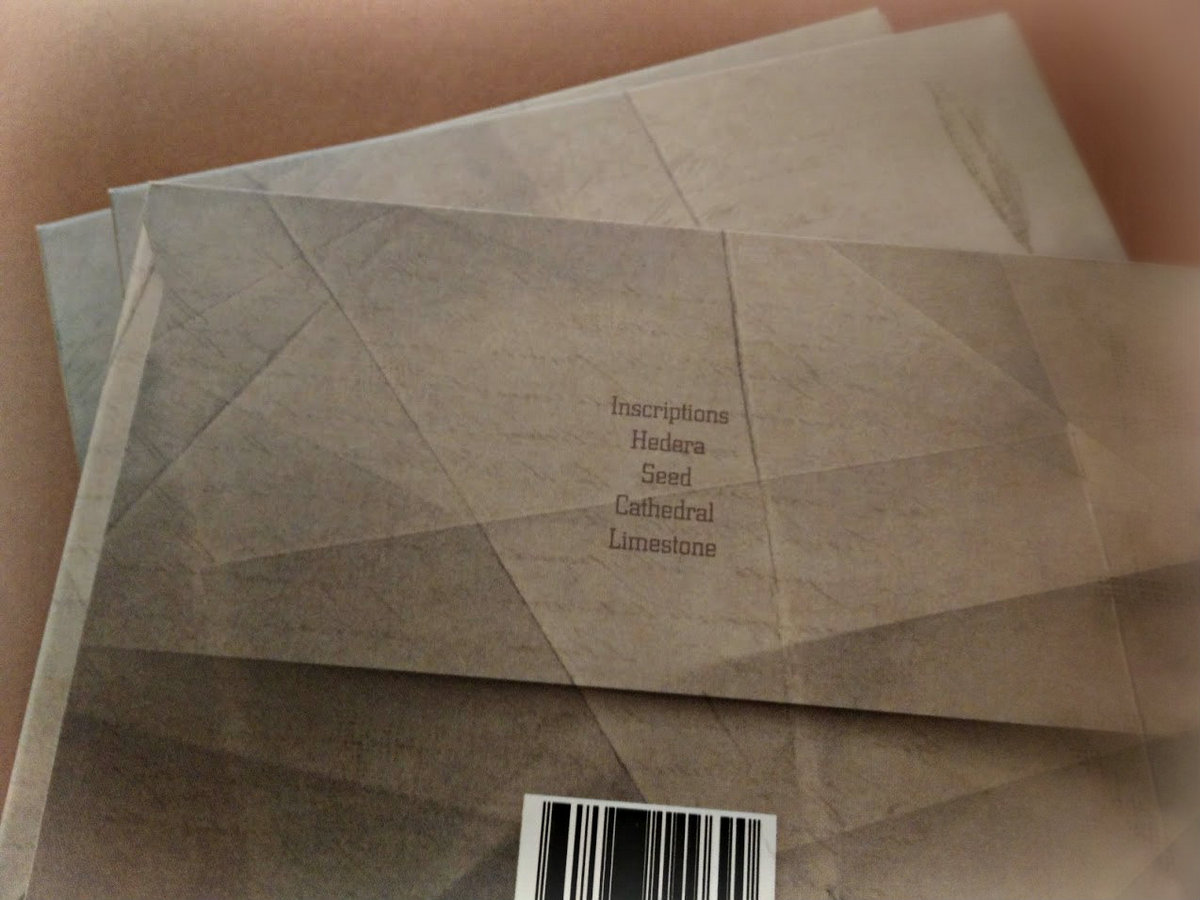 Inscriptions
Hedera
Seed
Cathedral
Limestone